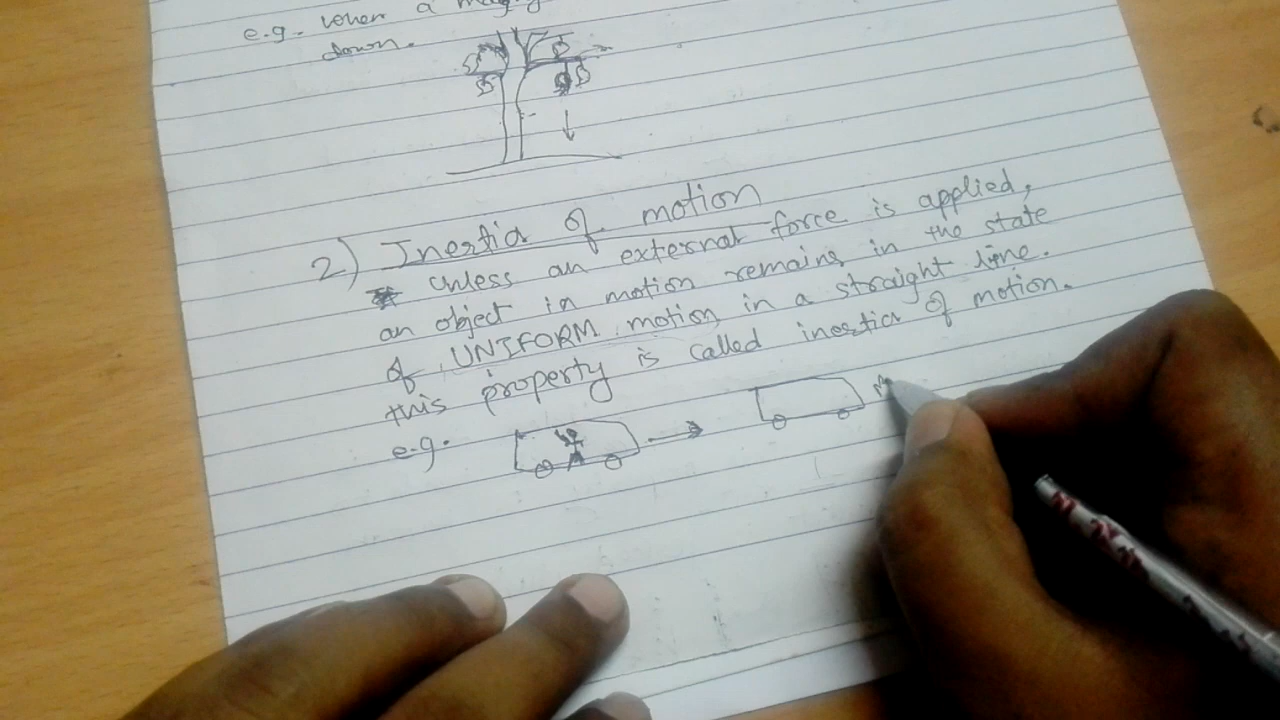 e.g. when a
down.
2) Inertia of motion
unless an external force is applied,
an object in motion remains in the state
of UNIFORM motion in a straight line.
this property is called inertia of motion.
e.g.